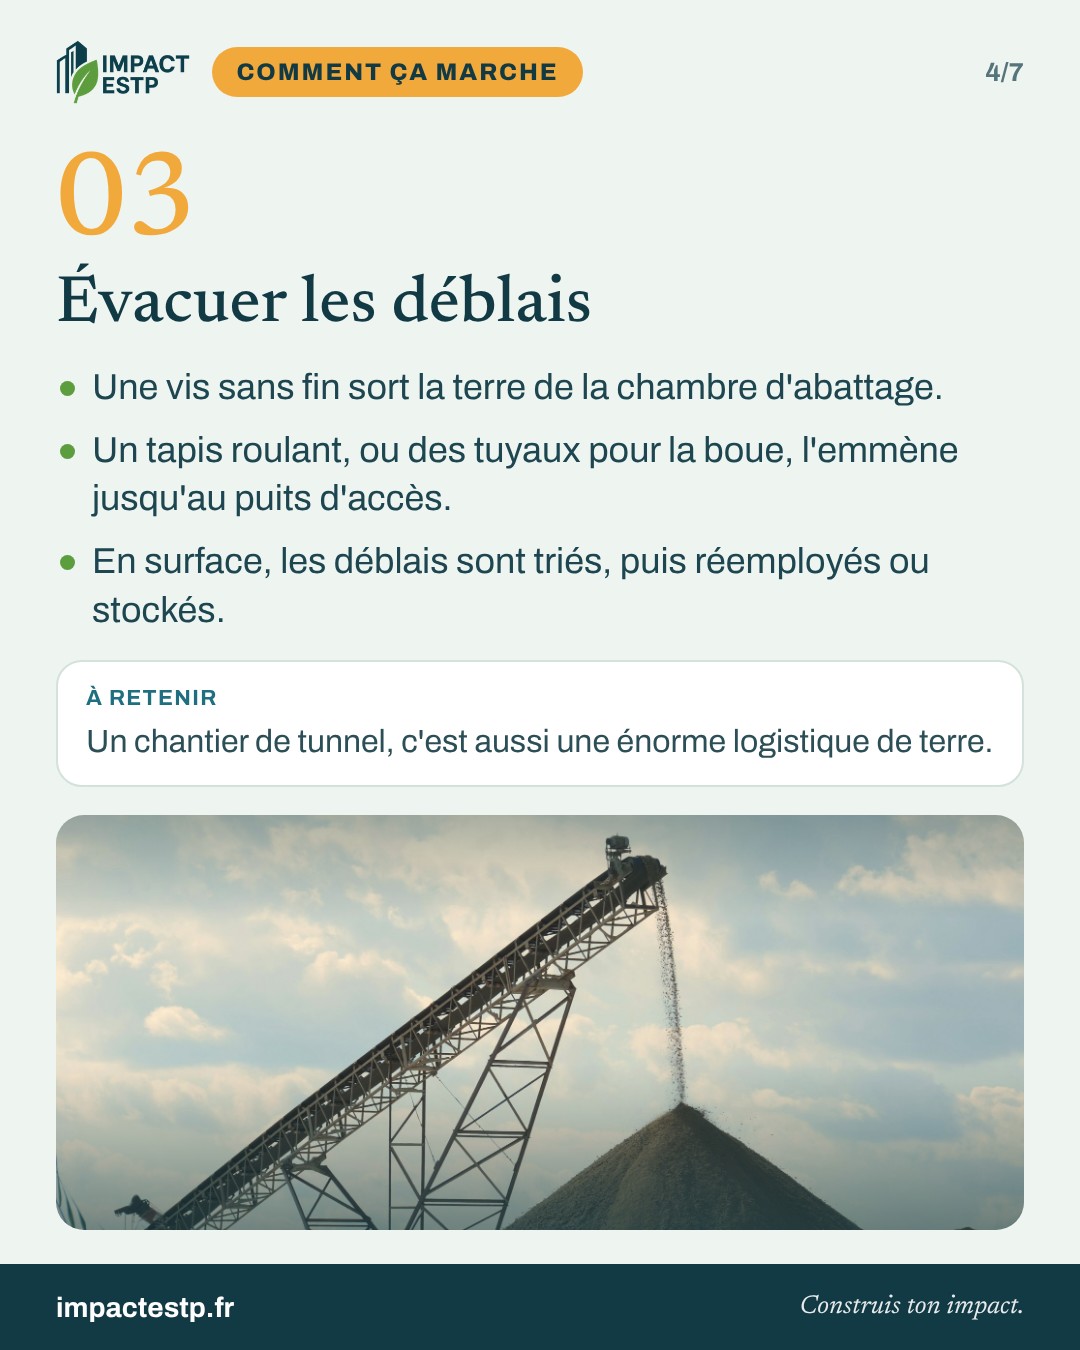 IMPACT
ESTP
COMMENT ÇA MARCHE
4/7
03
Évacuer les déblais
Une vis sans fin sort la terre de la chambre d'abattage.
Un tapis roulant, ou des tuyaux pour la boue, l'emmène
jusqu'au puits d'accès.
En surface, les déblais sont triés, puis réemployés ou
stockés.
À RETENIR
Un chantier de tunnel, c'est aussi une énorme logistique de terre.
impactestp.fr
Construis ton impact.